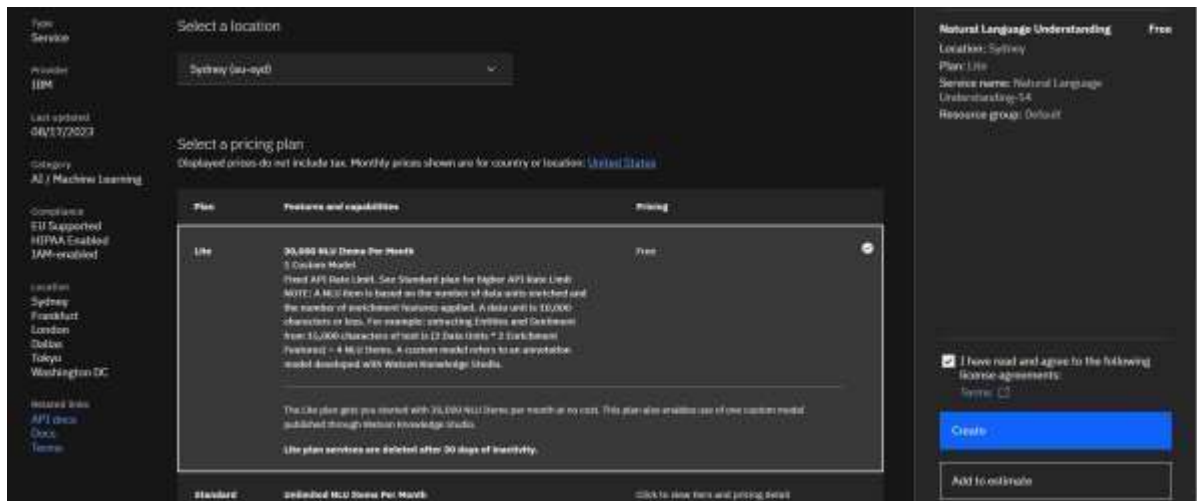 Type
Service
Provider
IBM
Last updated
08/17/2023
Category
AI / Machine Learning
Compliance
EU Supported
HIPAA Enabled
IAM-enabled
Location
Sydney
Frankfurt
London
Dallas
Tokyo
Washington DC
Related links
API docs
Docs
Terms
Select a location
Sydney (au-syd)
Select a pricing plan
Displayed prices do not include tax. Monthly prices shown are for country or location: United States
Plan Features and capabilities Pricing
Lite 30,000 NLU Items Per Month Free
1 Custom Model
Fixed API Rate Limit. See Standard plan for higher API Rate Limit
NOTE: A NLU Item is based on the number of data units enriched and
the number of enrichment features applied. A data unit is 10,000
characters or less. For example: extracting Entities and Sentiment
from 15,000 characters of text is (2 Data Units * 2 Enrichment
Features) = 4 NLU Items. A custom model refers to an annotation
model developed with Watson Knowledge Studio.
The Lite plan gets you started with 30,000 NLU Items per month at no cost. This plan also enables use of one custom model
published through Watson Knowledge Studio.
Lite plan services are deleted after 30 days of inactivity.
Standard Unlimited NLU Items Per Month Click to view tiers and pricing detail
Natural Language Understanding Free
Location: Sydney
Plan: Lite
Service name: Natural Language
Understanding-54
Resource group: Default
I have read and agree to the following
license agreements:
Terms
Create
Add to estimate